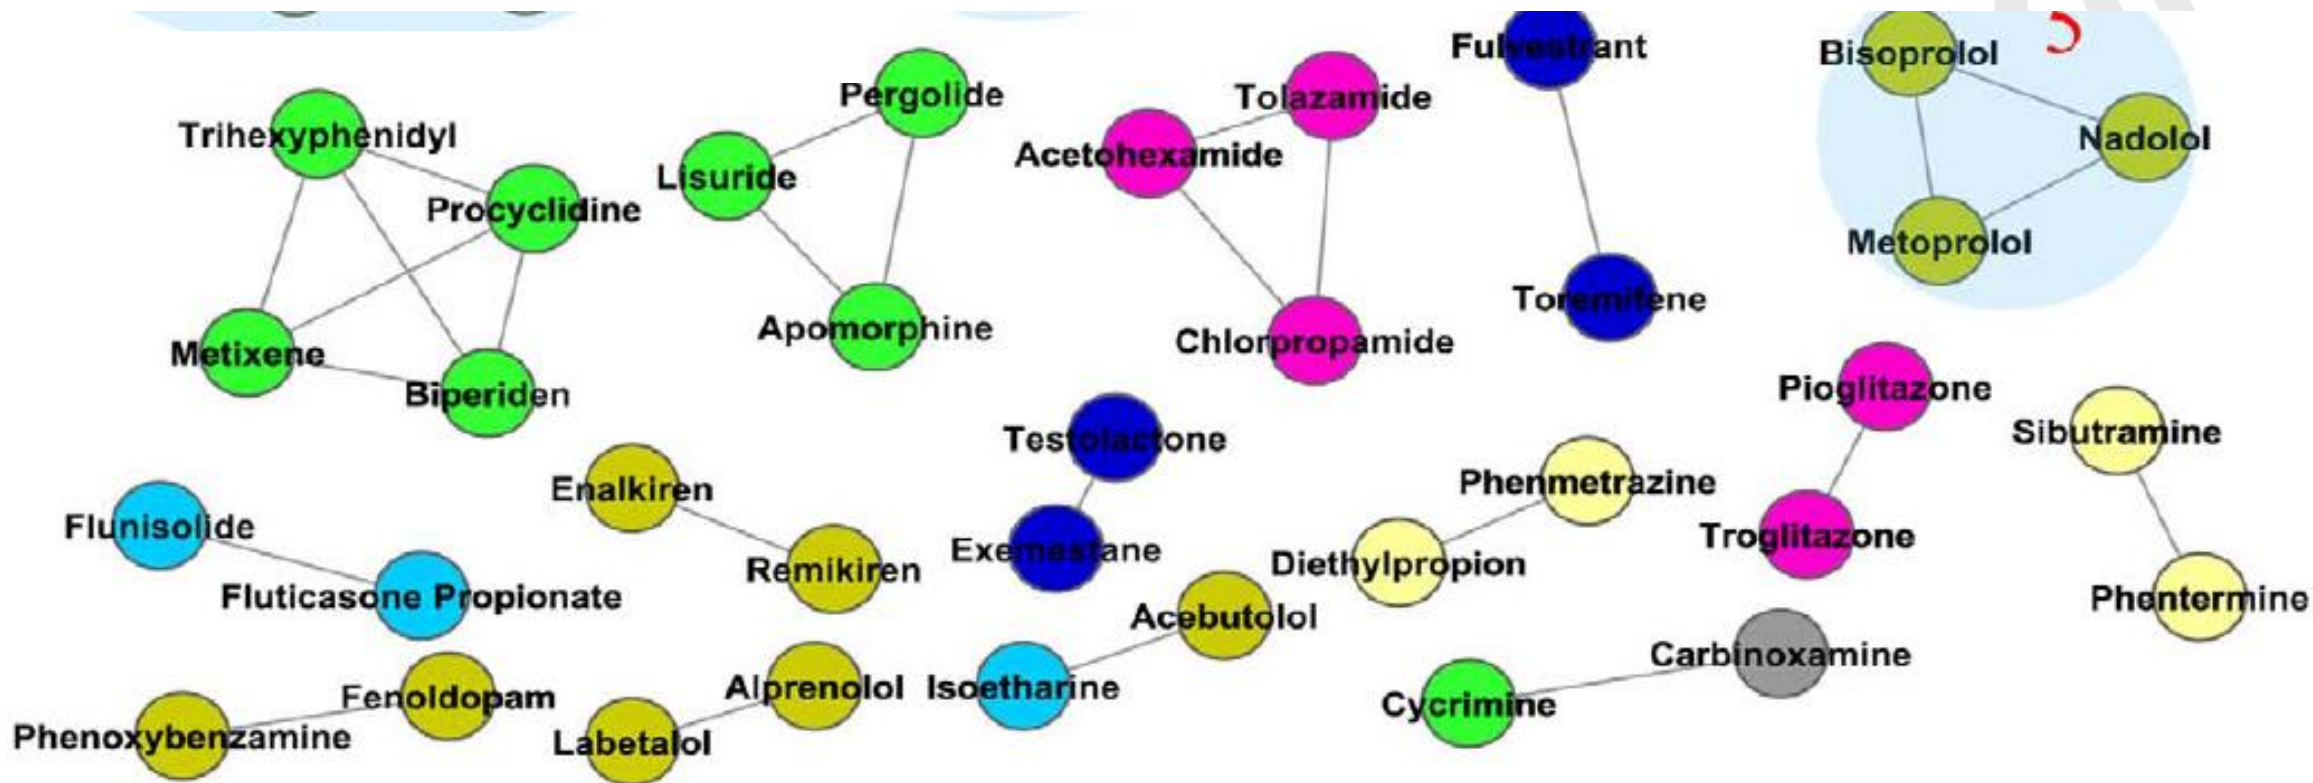 Fulvestrant
Bisoprolol
Pergolide
Tolazamide
Trihexyphenidyl
Nadolol
Acetohexamide
Lisuride
Procyclidine
Metoprolol
Toremifene
Apomorphine
Chlorpropamide
Metixene
Biperiden
Pioglitazone
Sibutramine
Testolactone
Phenmetrazine
Enalkiren
Flunisolide
Troglitazone
Exemestane
Diethylpropion
Remikiren
Fluticasone Propionate
Phentermine
Acebutolol
Carbinoxamine
Alprenolol
Isoetharine
Fenoldopam
Cycrimine
Phenoxybenzamine
Labetalol